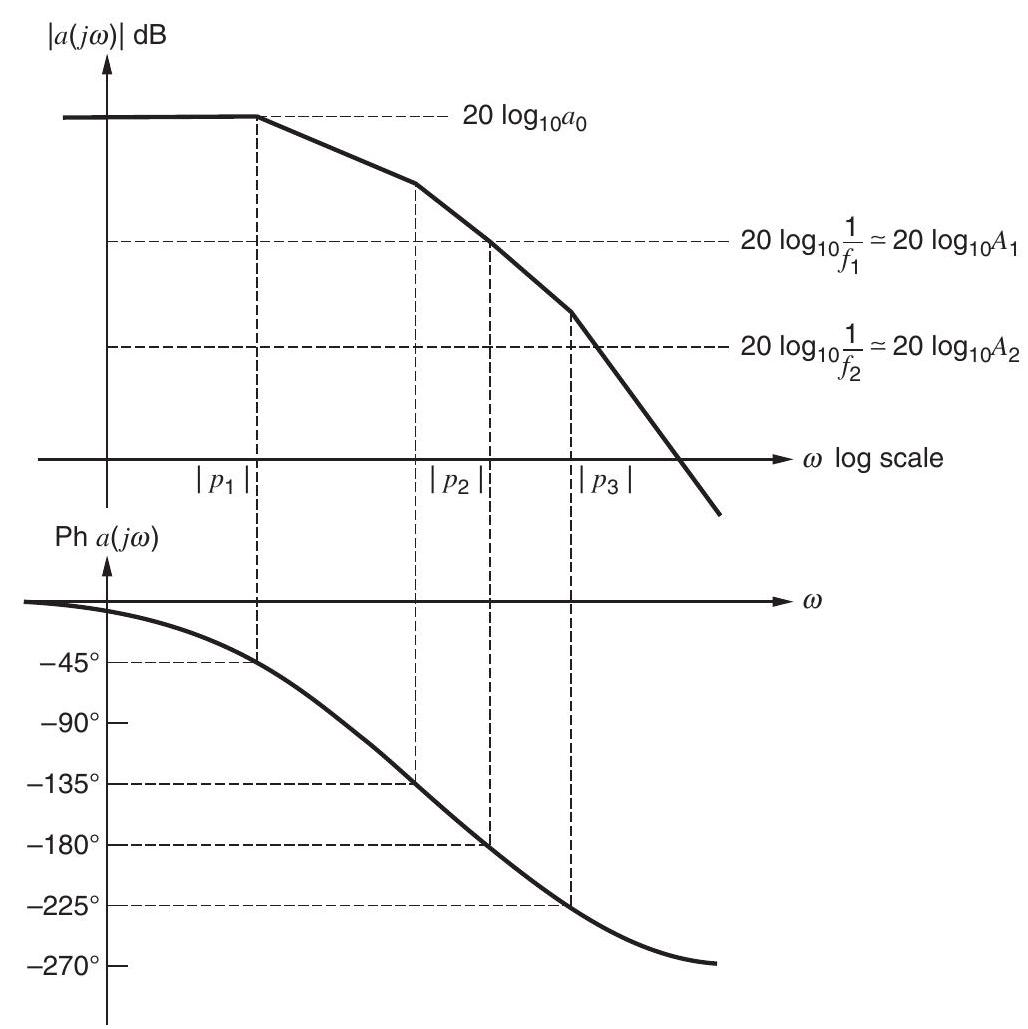 |a(jω)| dB
20 log₁₀a₀
20 log₁₀ 1/f₁ ≃ 20 log₁₀A₁
20 log₁₀ 1/f₂ ≃ 20 log₁₀A₂
ω log scale
|p₁| |p₂| |p₃|
Ph a(jω)
ω
–45°
–90°
–135°
–180°
–225°
–270°